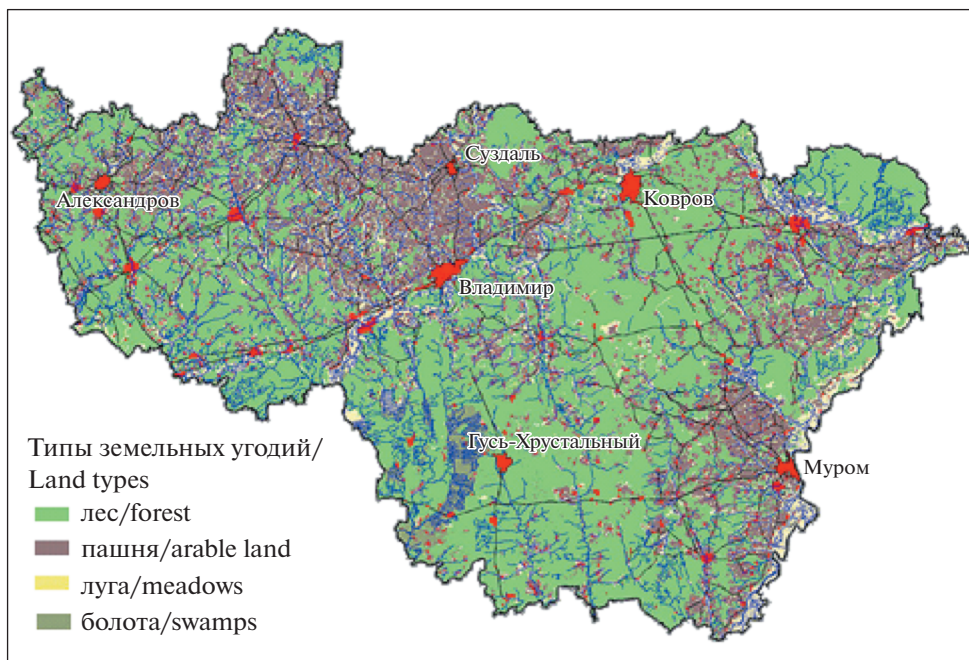 Суздаль
Александров
Ковров
Владимир
Гусь-Хрустальный
Муром
Типы земельных угодий/
Land types
лес/forest
пашня/arable land
луга/meadows
болота/swamps